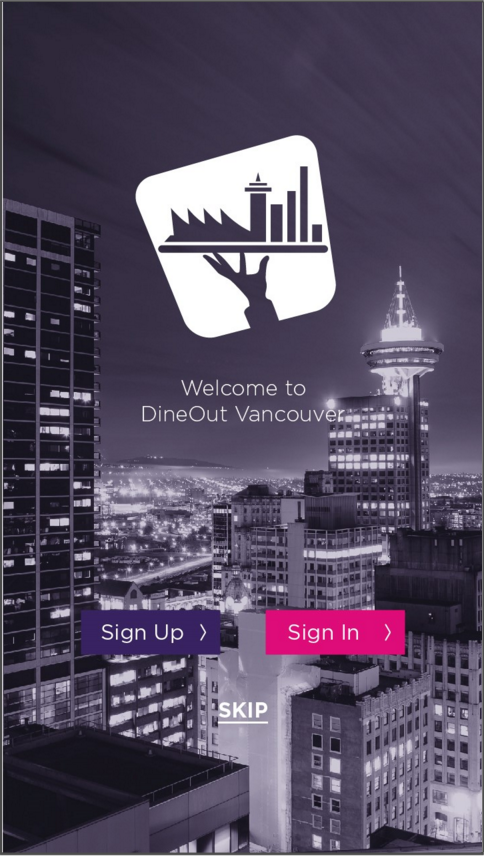 Welcome to
DineOut Vancouver
Sign Up 〉
Sign In 〉
SKIP